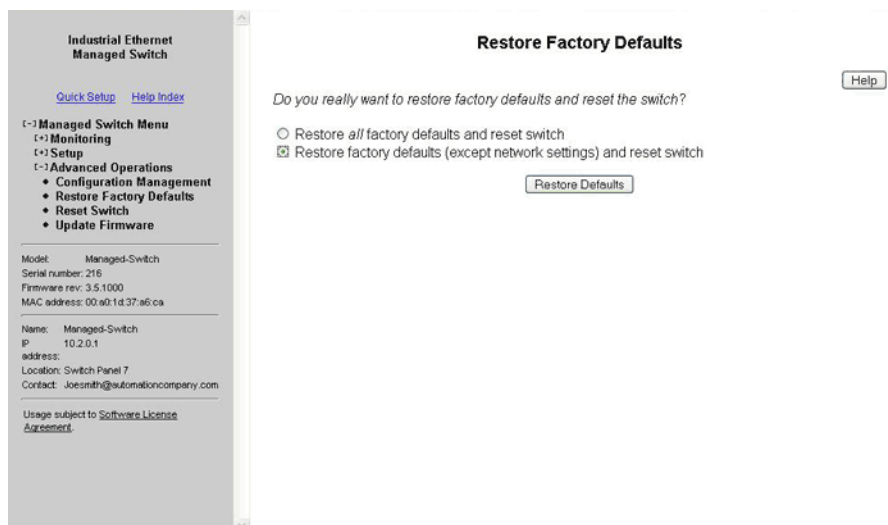 Industrial Ethernet
Managed Switch
Quick Setup Help Index
[-] Managed Switch Menu
[+] Monitoring
[+] Setup
[-] Advanced Operations
Configuration Management
Restore Factory Defaults
Reset Switch
Update Firmware
Model: Managed-Switch
Serial number: 216
Firmware rev: 3.5.1000
MAC address: 00:a0:1d:37:a6:ca
Name: Managed-Switch
IP 10.2.0.1
address:
Location: Switch Panel 7
Contact: Joesmith@automationcompany.com
Usage subject to Software License
Agreement.
Restore Factory Defaults
Help
Do you really want to restore factory defaults and reset the switch?
Restore all factory defaults and reset switch
Restore factory defaults (except network settings) and reset switch
Restore Defaults